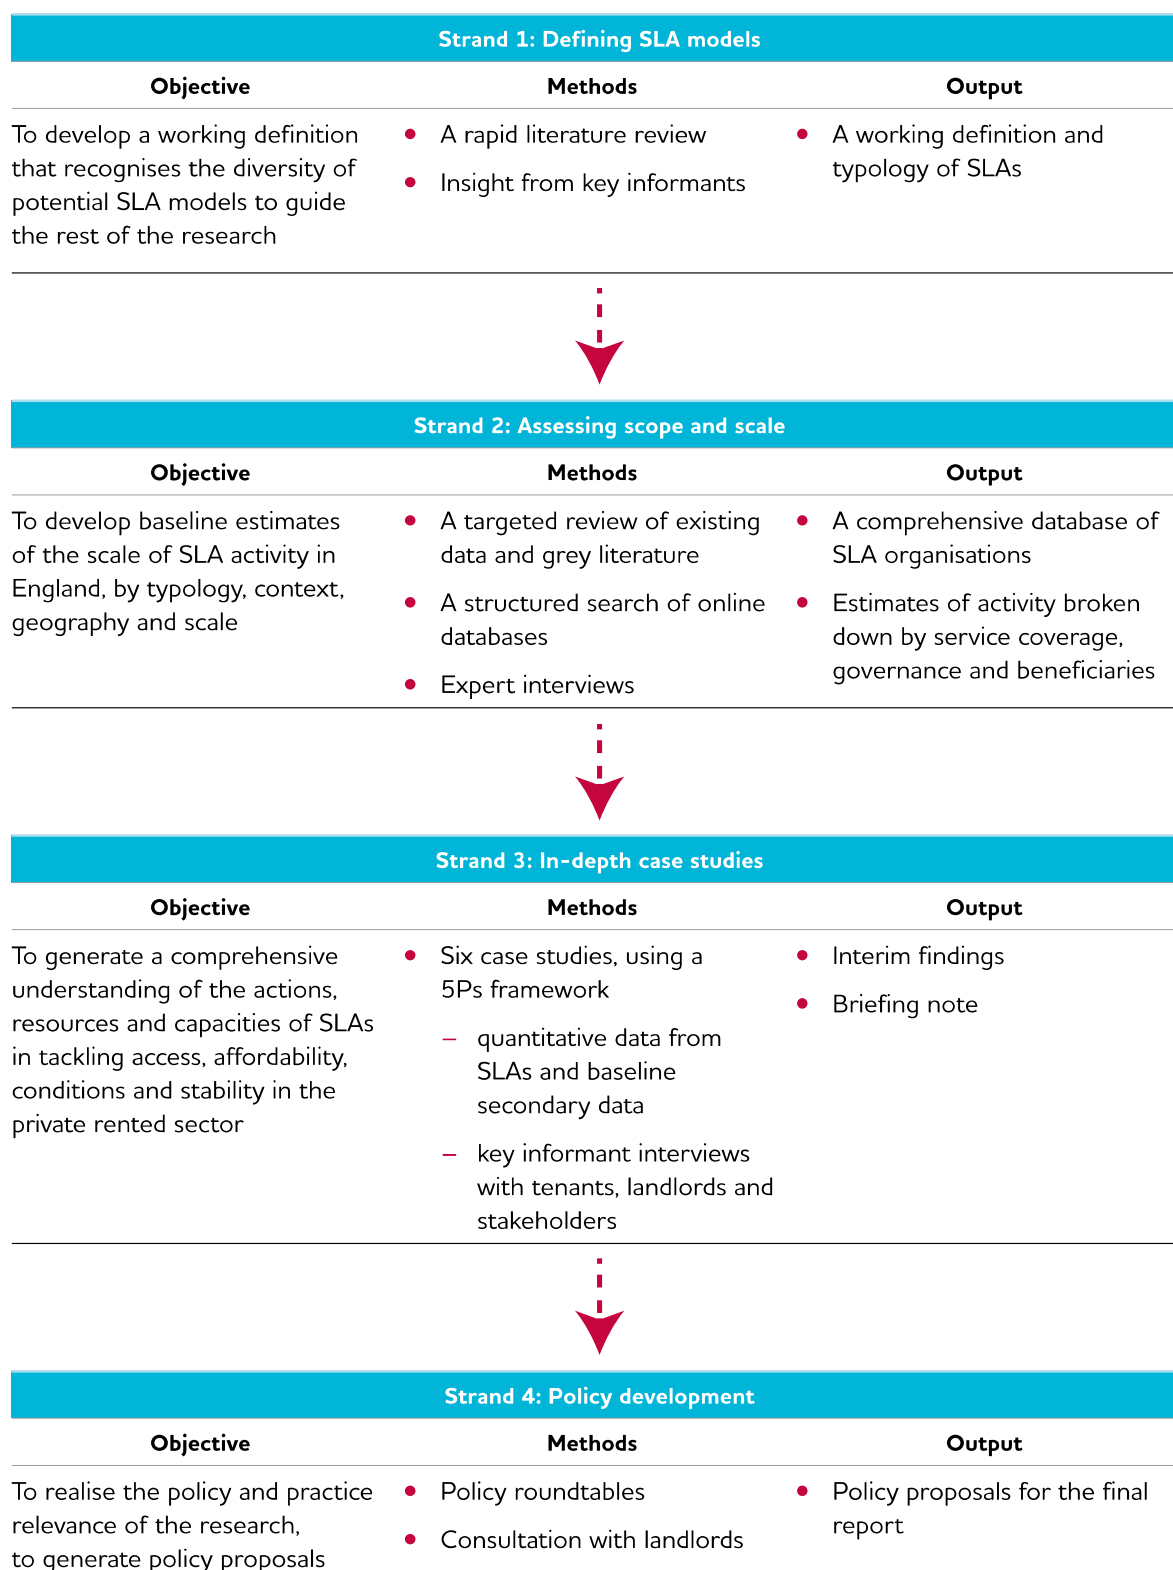 Strand 1: Defining SLA models
Objective
Methods
Output
To develop a working definition
that recognises the diversity of
potential SLA models to guide
the rest of the research
• A rapid literature review
• Insight from key informants
• A working definition and
typology of SLAs
Strand 2: Assessing scope and scale
Objective
Methods
Output
To develop baseline estimates
of the scale of SLA activity in
England, by typology, context,
geography and scale
• A targeted review of existing
data and grey literature
• A structured search of online
databases
• Expert interviews
• A comprehensive database of
SLA organisations
• Estimates of activity broken
down by service coverage,
governance and beneficiaries
Strand 3: In-depth case studies
Objective
Methods
Output
To generate a comprehensive
understanding of the actions,
resources and capacities of SLAs
in tackling access, affordability,
conditions and stability in the
private rented sector
• Six case studies, using a
5Ps framework
– quantitative data from
SLAs and baseline
secondary data
– key informant interviews
with tenants, landlords and
stakeholders
• Interim findings
• Briefing note
Strand 4: Policy development
Objective
Methods
Output
To realise the policy and practice
relevance of the research,
to generate policy proposals
• Policy roundtables
• Consultation with landlords
• Policy proposals for the final
report